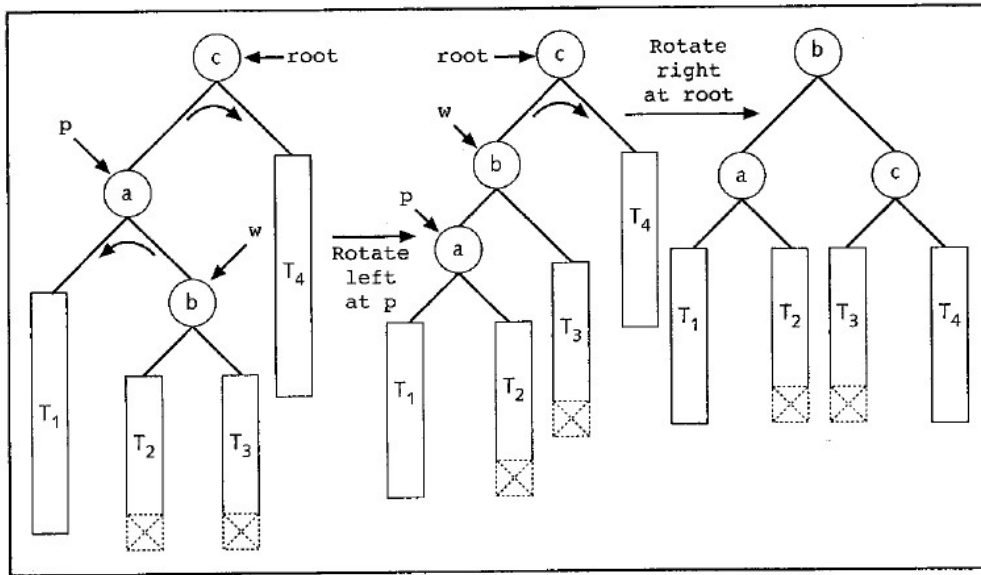 c
root
p
a
w
b
T1
T2
T3
T4
Rotate
left
at p
root
c
w
b
p
a
T1
T2
T3
T4
Rotate
right
at root
b
a
c
T1
T2
T3
T4